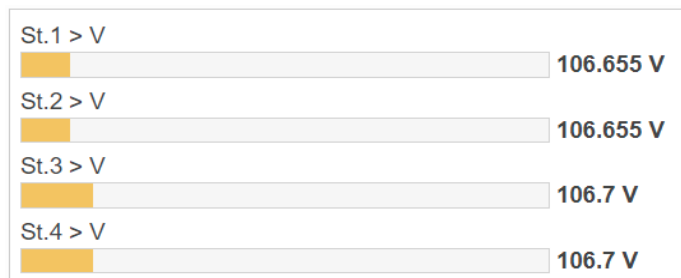 St.1 > V
106.655 V
St.2 > V
106.655 V
St.3 > V
106.7 V
St.4 > V
106.7 V